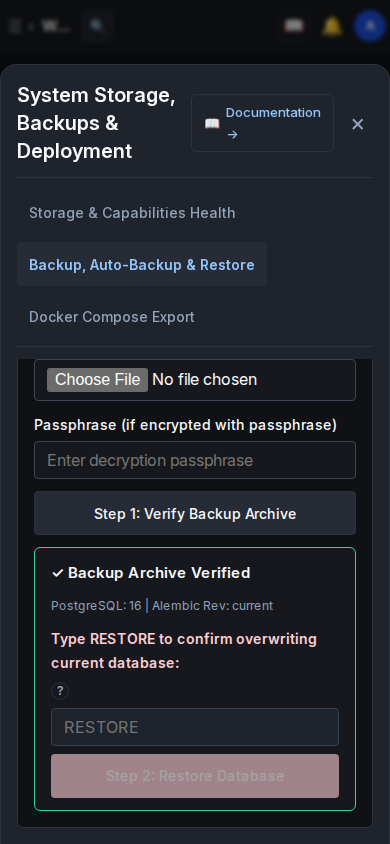 W...
A
System Storage,
Backups &
Deployment
Documentation
→
×
Storage & Capabilities Health
Backup, Auto-Backup & Restore
Docker Compose Export
Choose File No file chosen
Passphrase (if encrypted with passphrase)
Enter decryption passphrase
Step 1: Verify Backup Archive
✓ Backup Archive Verified
PostgreSQL: 16 | Alembic Rev: current
Type RESTORE to confirm overwriting
current database:
?
RESTORE
Step 2: Restore Database